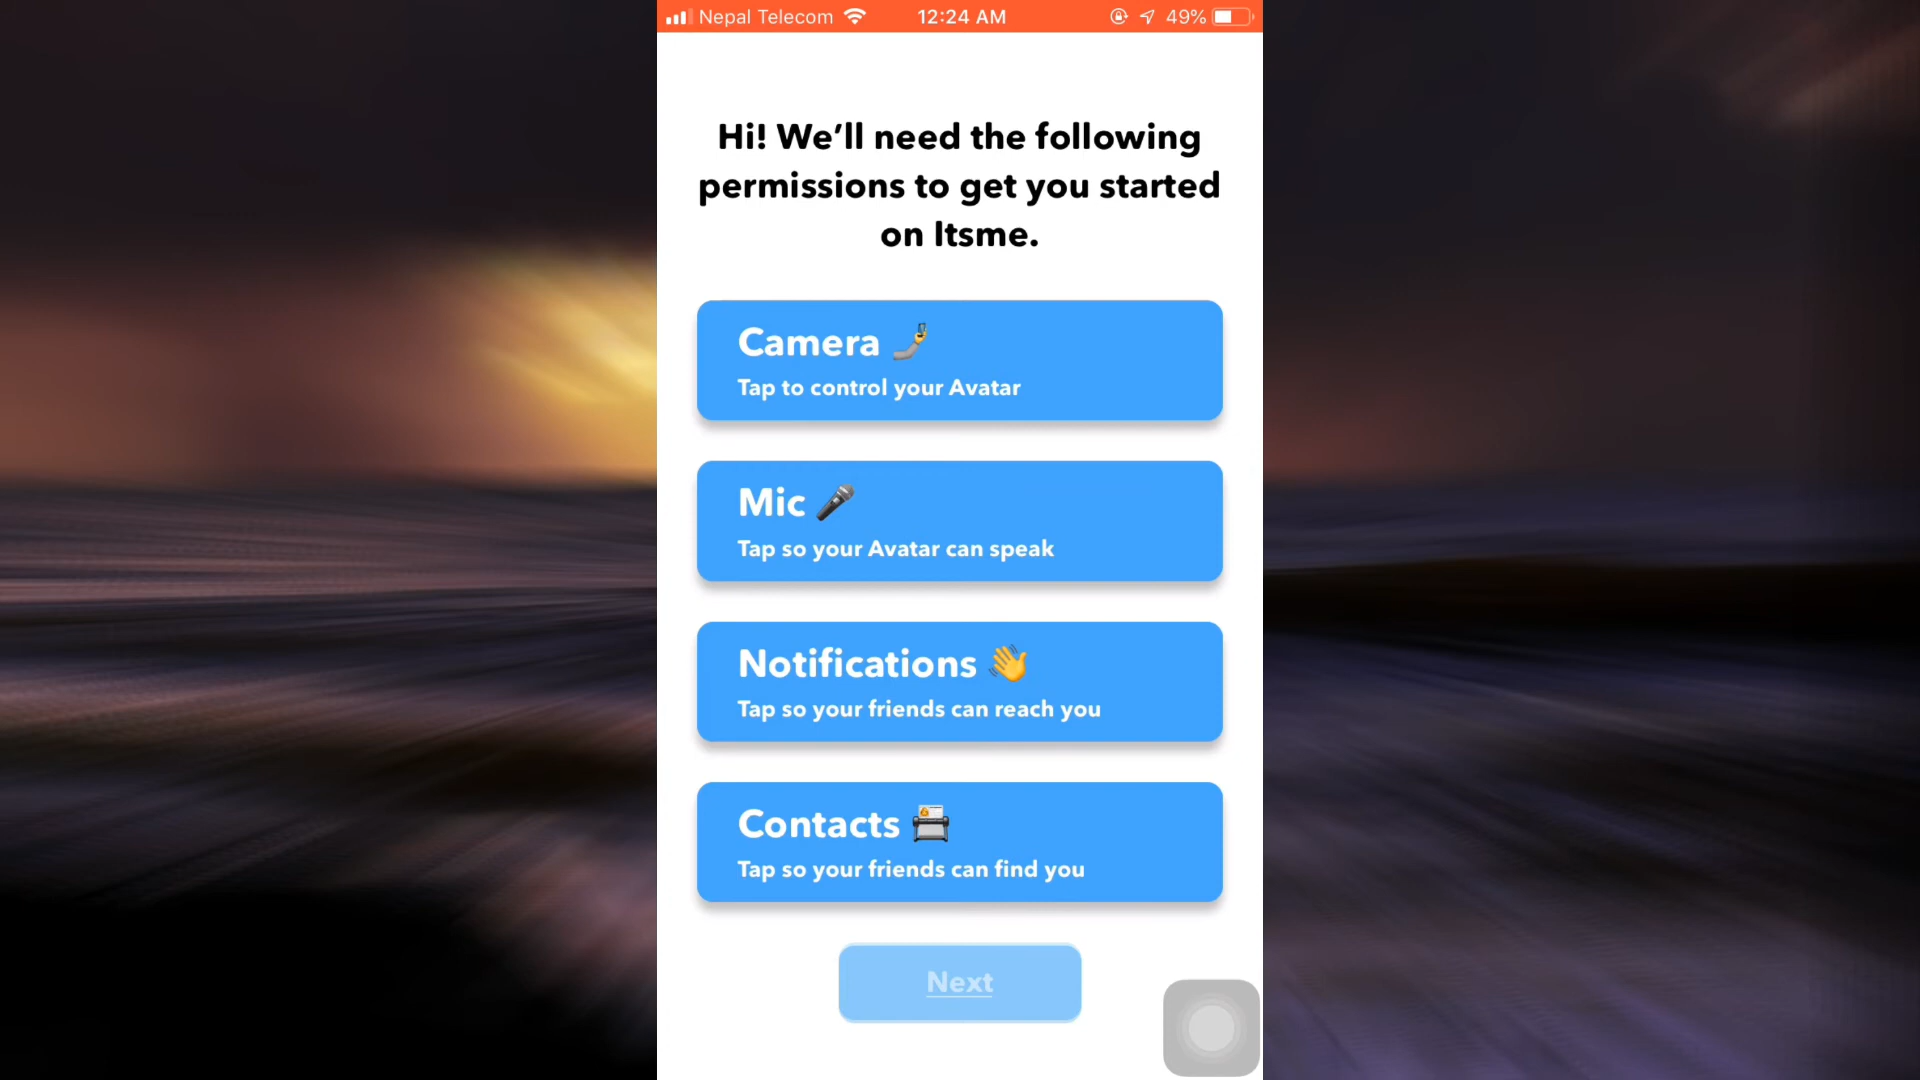 Nepal Telecom 12:24 AM 49%
Hi! We’ll need the following
permissions to get you started
on Itsme.
Camera
Tap to control your Avatar
Mic
Tap so your Avatar can speak
Notifications
Tap so your friends can reach you
Contacts
Tap so your friends can find you
Next